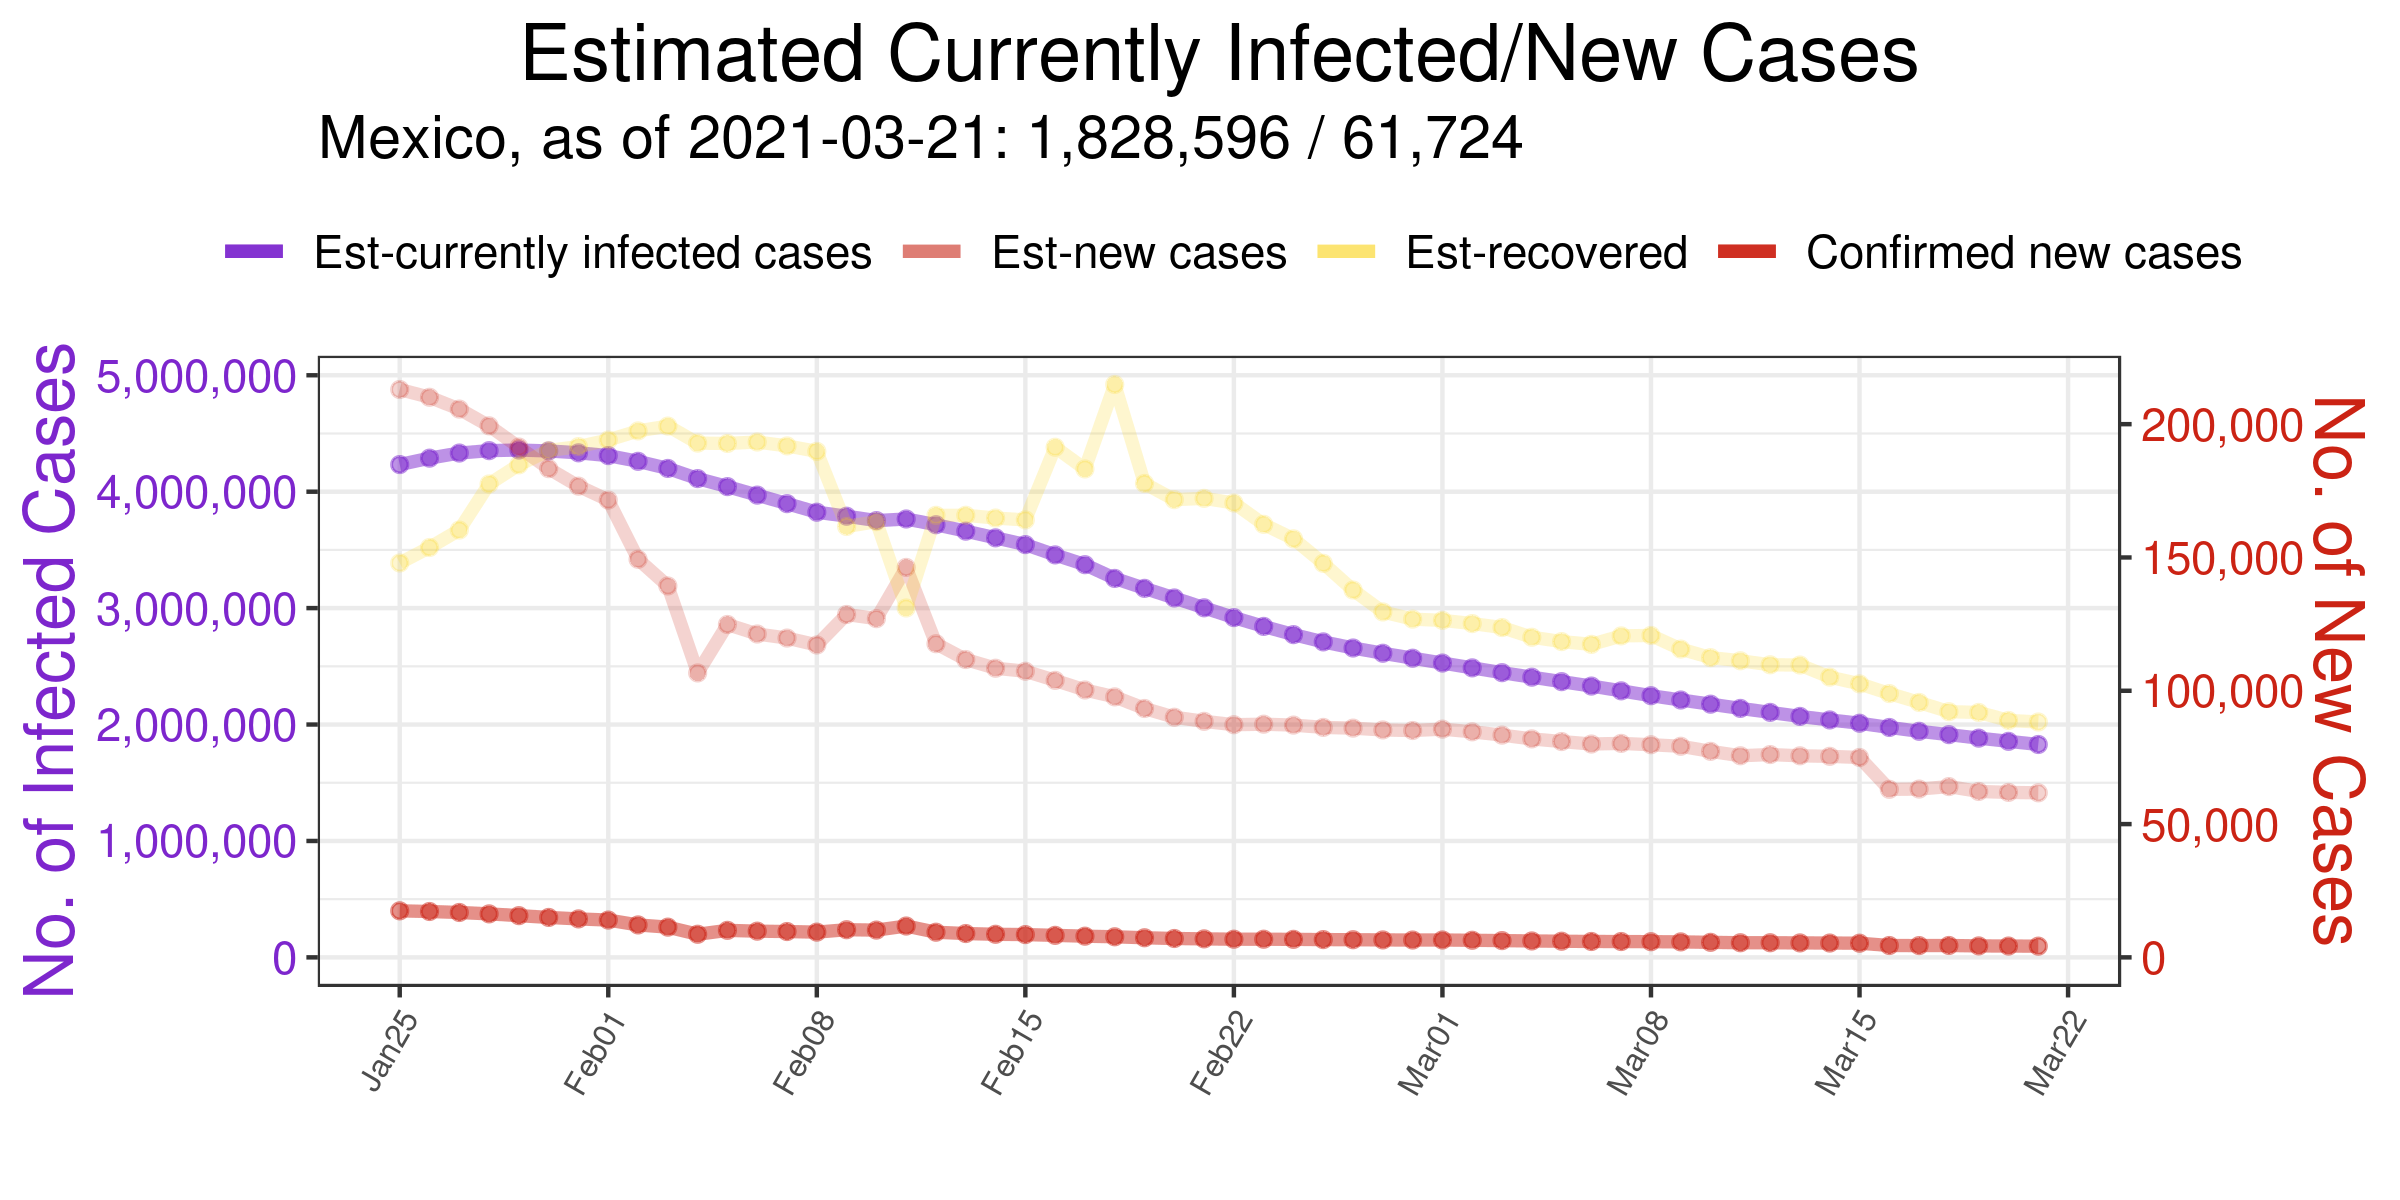 Estimated Currently Infected/New Cases
Mexico, as of 2021-03-21: 1,828,596 / 61,724
Est-currently infected cases Est-new cases Est-recovered Confirmed new cases
No. of Infected Cases
5,000,000
4,000,000
3,000,000
2,000,000
1,000,000
0
200,000
150,000
100,000
50,000
0
No. of New Cases
Jan25 Feb01 Feb08 Feb15 Feb22 Mar01 Mar08 Mar15 Mar22